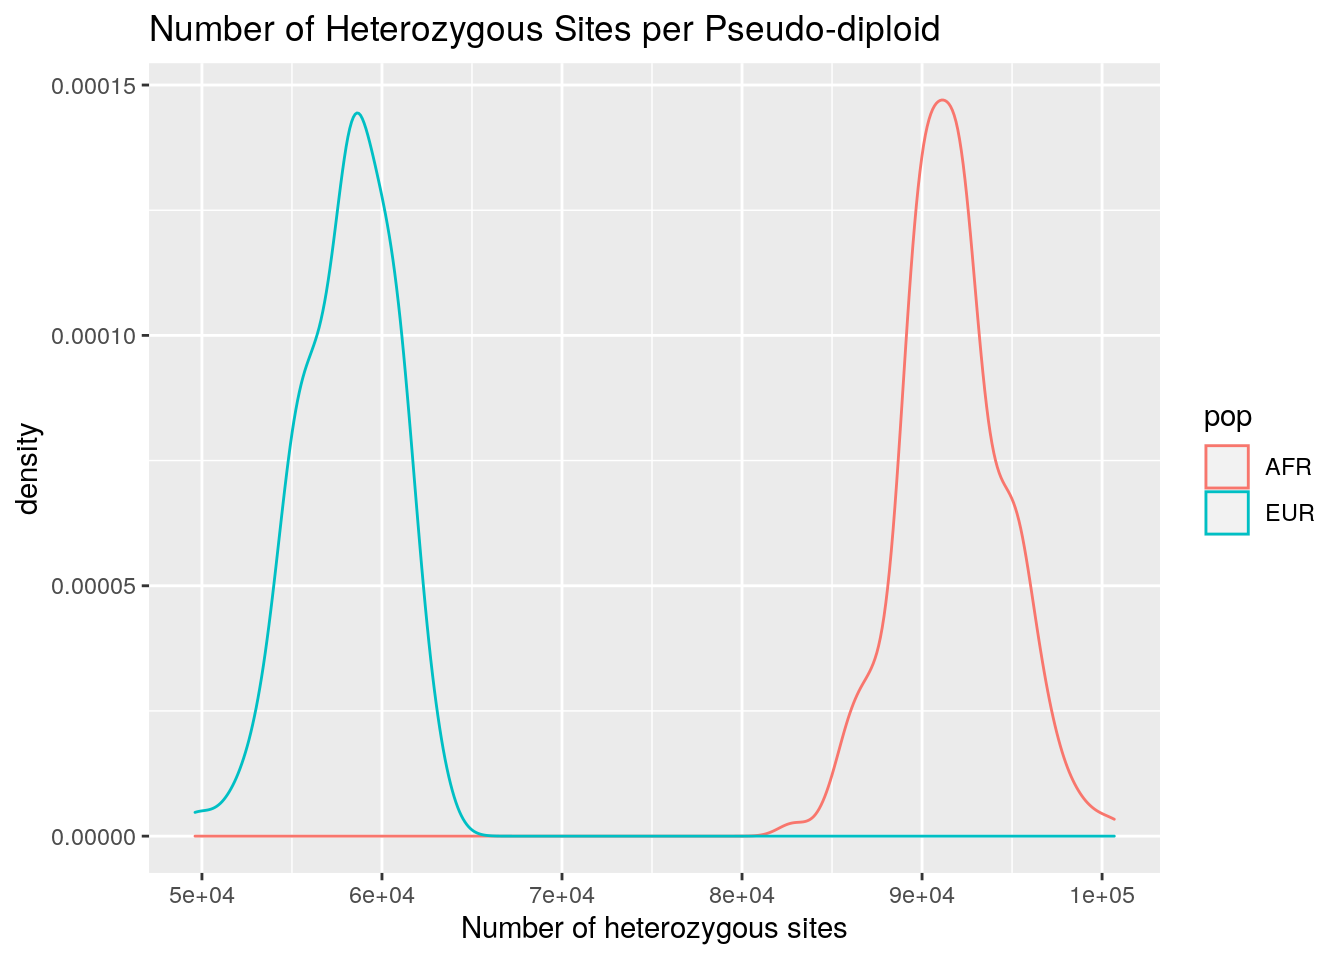 Number of Heterozygous Sites per Pseudo-diploid
0.00015
0.00010
0.00005
0.00000
density
5e+04 6e+04 7e+04 8e+04 9e+04 1e+05
Number of heterozygous sites
pop
AFR
EUR